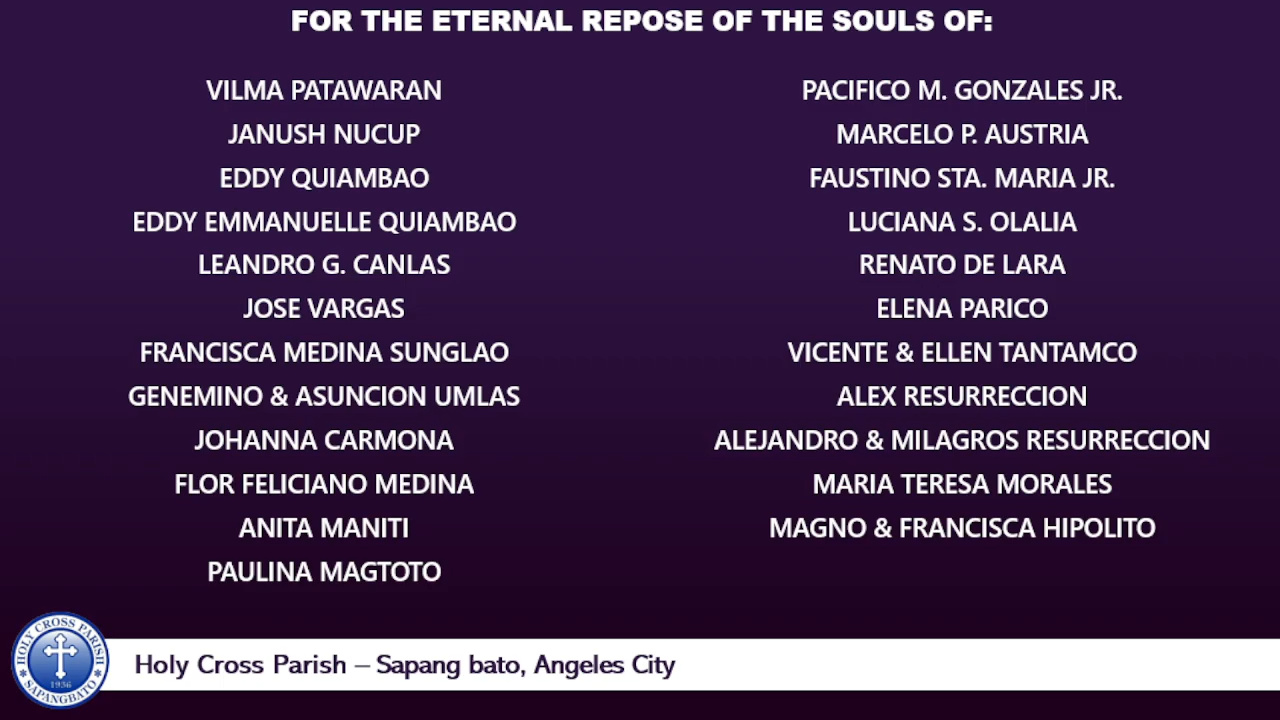 FOR THE ETERNAL REPOSE OF THE SOULS OF:
VILMA PATAWARAN
JANUSH NUCUP
EDDY QUIAMBAO
EDDY EMMANUELLE QUIAMBAO
LEANDRO G. CANLAS
JOSE VARGAS
FRANCISCA MEDINA SUNGLAO
GENEMINO & ASUNCION UMLAS
JOHANNA CARMONA
FLOR FELICIANO MEDINA
ANITA MANITI
PAULINA MAGTOTO
PACIFICO M. GONZALES JR.
MARCELO P. AUSTRIA
FAUSTINO STA. MARIA JR.
LUCIANA S. OLALIA
RENATO DE LARA
ELENA PARICO
VICENTE & ELLEN TANTAMCO
ALEX RESURRECCION
ALEJANDRO & MILAGROS RESURRECCION
MARIA TERESA MORALES
MAGNO & FRANCISCA HIPOLITO
HOLY CROSS PARISH
1936
SAPANGBATO
Holy Cross Parish – Sapang bato, Angeles City